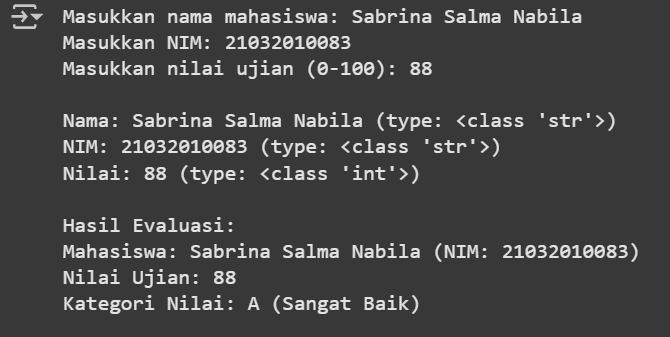 Masukkan nama mahasiswa: Sabrina Salma Nabila
Masukkan NIM: 21032010083
Masukkan nilai ujian (0-100): 88
Nama: Sabrina Salma Nabila (type: <class 'str'>)
NIM: 21032010083 (type: <class 'str'>)
Nilai: 88 (type: <class 'int'>)
Hasil Evaluasi:
Mahasiswa: Sabrina Salma Nabila (NIM: 21032010083)
Nilai Ujian: 88
Kategori Nilai: A (Sangat Baik)